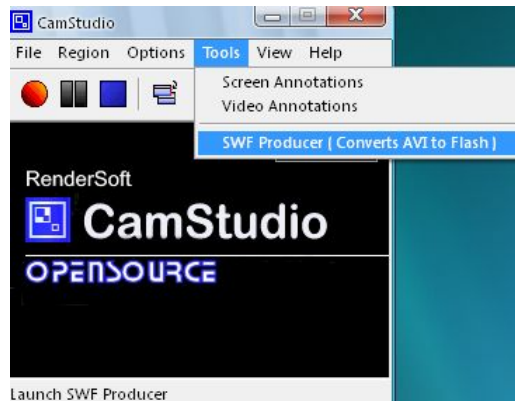 CamStudio
File Region Options Tools View Help
Screen Annotations
Video Annotations
SWF Producer ( Converts AVI to Flash )
RenderSoft
CamStudio
OPENSOURCE
Launch SWF Producer